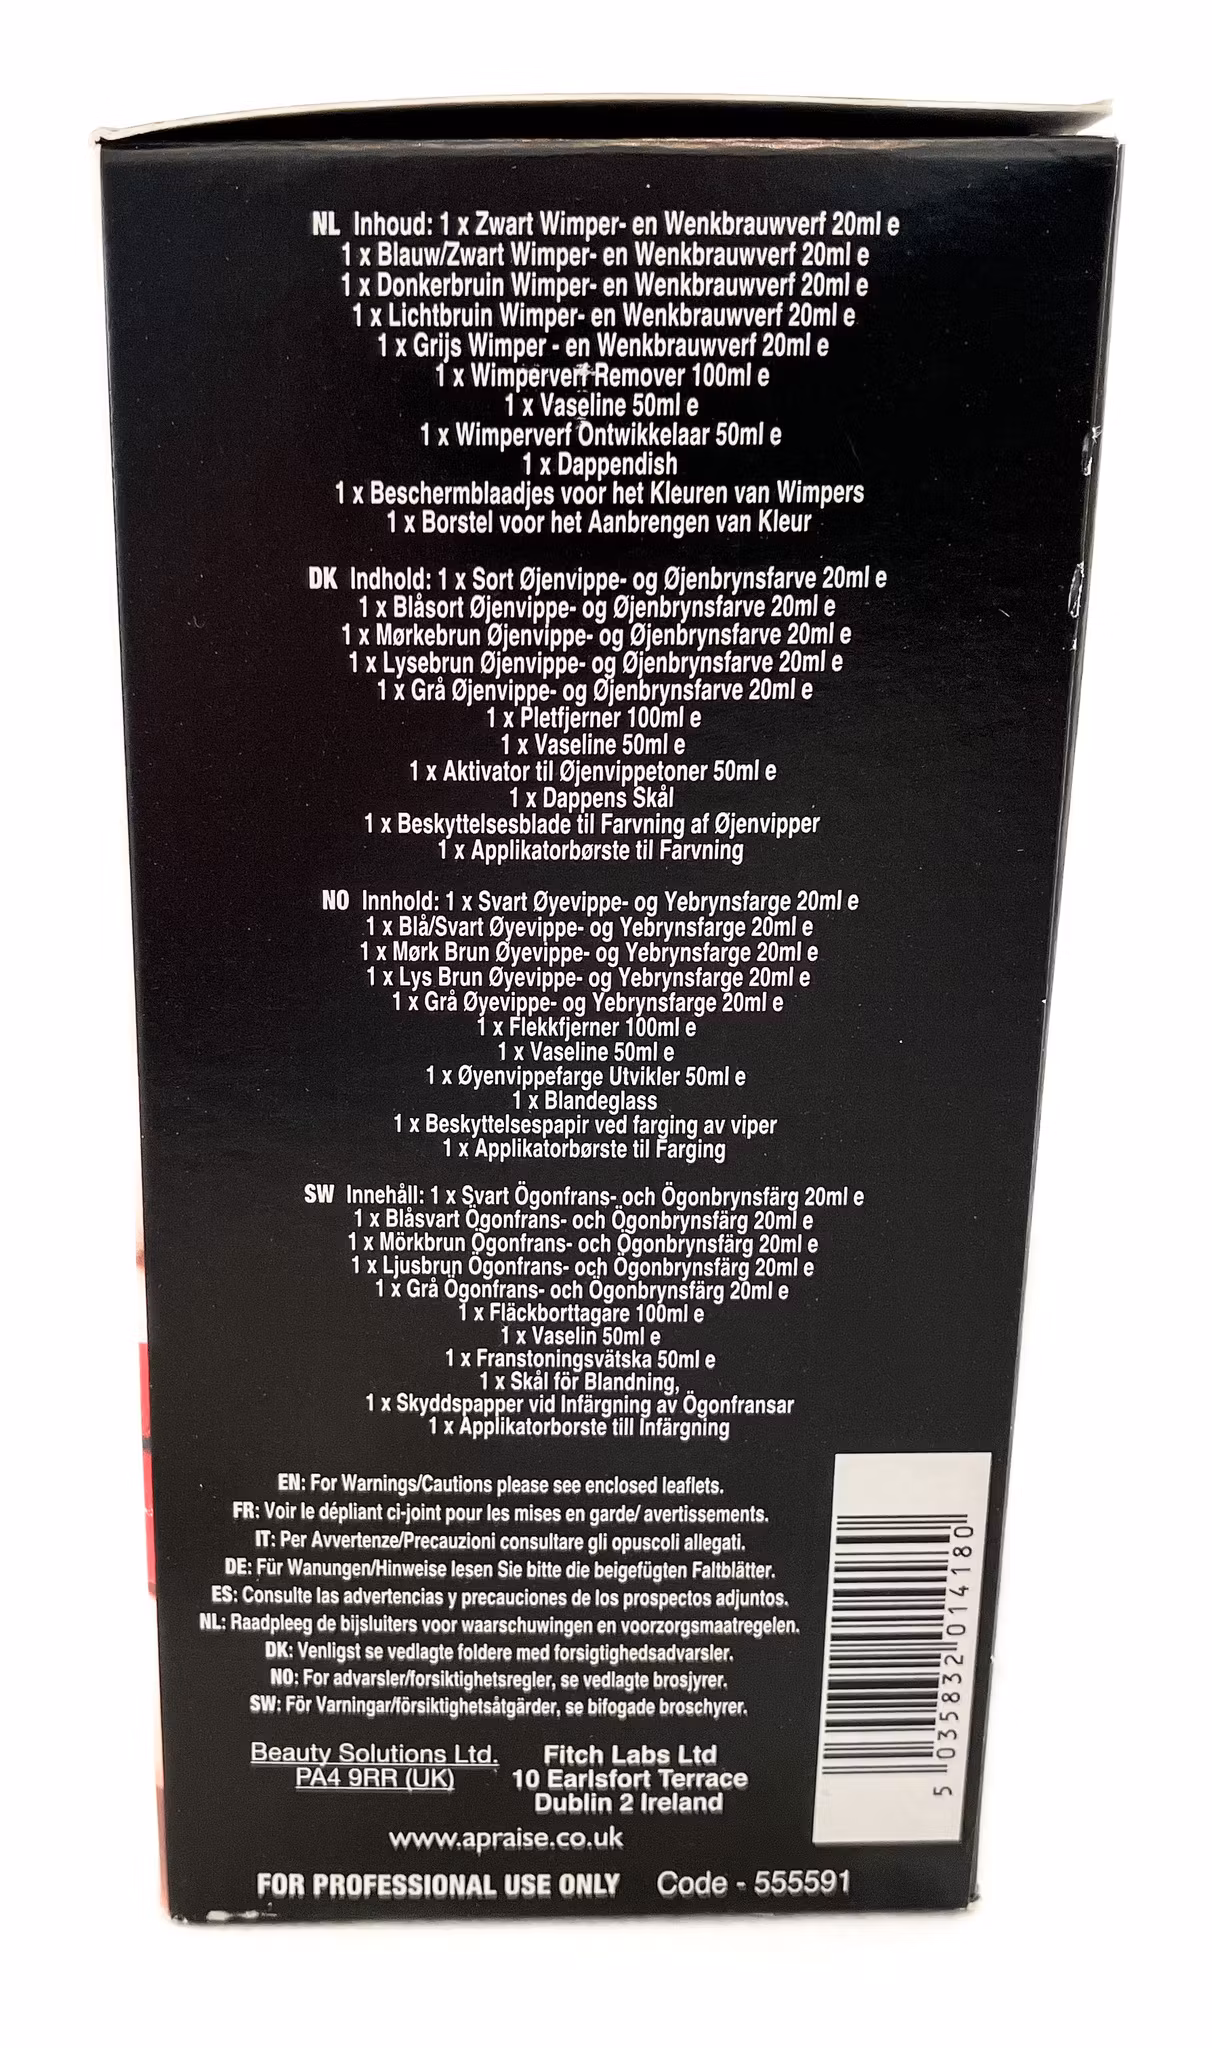 NL Inhoud: 1 x Zwart Wimper- en Wenkbrauwverf 20ml e
1 x Blauw/Zwart Wimper- en Wenkbrauwverf 20ml e
1 x Donkerbruin Wimper- en Wenkbrauwverf 20ml e
1 x Lichtbruin Wimper- en Wenkbrauwverf 20ml e
1 x Grijs Wimper - en Wenkbrauwverf 20ml e
1 x Wimperverf Remover 100ml e
1 x Vaseline 50ml e
1 x Wimperverf Ontwikkelaar 50ml e
1 x Dappendish
1 x Beschermblaadjes voor het Kleuren van Wimpers
1 x Borstel voor het Aanbrengen van Kleur
DK Indhold: 1 x Sort Øjenvippe- og Øjenbrynsfarve 20ml e
1 x Blåsort Øjenvippe- og Øjenbrynsfarve 20ml e
1 x Mørkebrun Øjenvippe- og Øjenbrynsfarve 20ml e
1 x Lysebrun Øjenvippe- og Øjenbrynsfarve 20ml e
1 x Grå Øjenvippe- og Øjenbrynsfarve 20ml e
1 x Pletfjerner 100ml e
1 x Vaseline 50ml e
1 x Aktivator til Øjenvippetoner 50ml e
1 x Dappens Skål
1 x Beskyttelsesblade til Farvning af Øjenvipper
1 x Applikatorbørste til Farvning
NO Innhold: 1 x Svart Øyevippe- og Yebrynsfarge 20ml e
1 x Blå/Svart Øyevippe- og Yebrynsfarge 20ml e
1 x Mørk Brun Øyevippe- og Yebrynsfarge 20ml e
1 x Lys Brun Øyevippe- og Yebrynsfarge 20ml e
1 x Grå Øyevippe- og Yebrynsfarge 20ml e
1 x Flekkfjerner 100ml e
1 x Vaseline 50ml e
1 x Øyenvippefarge Utvikler 50ml e
1 x Blandeglass
1 x Beskyttelsespapir ved farging av viper
1 x Applikatorbørste til Farging
SW Innehåll: 1 x Svart Ögonfrans- och Ögonbrynsfärg 20ml e
1 x Blåsvart Ögonfrans- och Ögonbrynsfärg 20ml e
1 x Mörkbrun Ögonfrans- och Ögonbrynsfärg 20ml e
1 x Ljusbrun Ögonfrans- och Ögonbrynsfärg 20ml e
1 x Grå Ögonfrans- och Ögonbrynsfärg 20ml e
1 x Fläckborttagare 100ml e
1 x Vaselin 50ml e
1 x Franstoningsvätska 50ml e
1 x Skål för Blandning,
1 x Skyddspapper vid Infärgning av Ögonfransar
1 x Applikatorborste till Infärgning
EN: For Warnings/Cautions please see enclosed leaflets.
FR: Voir le dépliant ci-joint pour les mises en garde/ avertissements.
IT: Per Avvertenze/Precauzioni consultare gli opuscoli allegati.
DE: Für Wanungen/Hinweise lesen Sie bitte die beigefügten Faltblätter.
ES: Consulte las advertencias y precauciones de los prospectos adjuntos.
NL: Raadpleeg de bijsluiters voor waarschuwingen en voorzorgsmaatregelen.
DK: Venligst se vedlagte foldere med forsigtighedsadvarsler.
NO: For advarsler/forsiktighetsregler, se vedlagte brosjyrer.
SW: För Varningar/försiktighetsåtgärder, se bifogade broschyrer.
Beauty Solutions Ltd.
PA4 9RR (UK)
Fitch Labs Ltd
10 Earlsfort Terrace
Dublin 2 Ireland
www.apraise.co.uk
FOR PROFESSIONAL USE ONLY Code - 555591
5 035832 014180